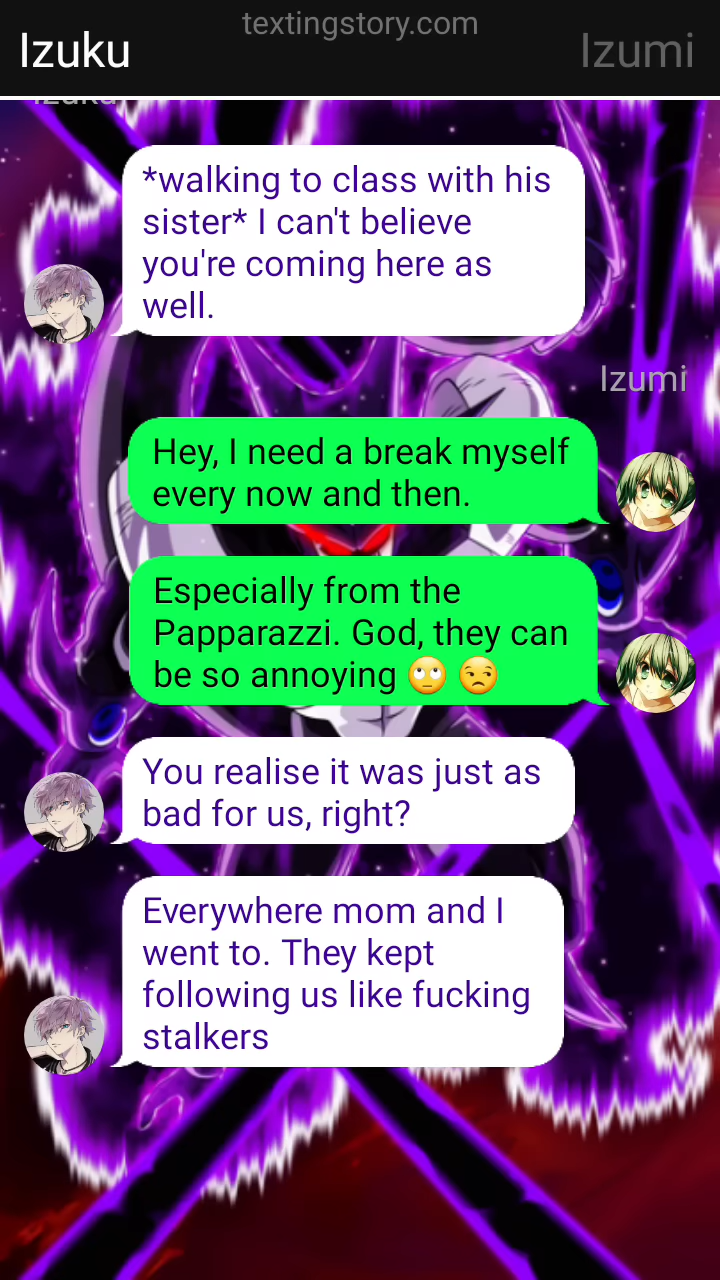 textingstory.com
Izuku
Izumi
Izuku
*walking to class with his
sister* I can't believe
you're coming here as
well.
Izumi
Hey, I need a break myself
every now and then.
Especially from the
Papparazzi. God, they can
be so annoying 🙄 😒
You realise it was just as
bad for us, right?
Everywhere mom and I
went to. They kept
following us like fucking
stalkers